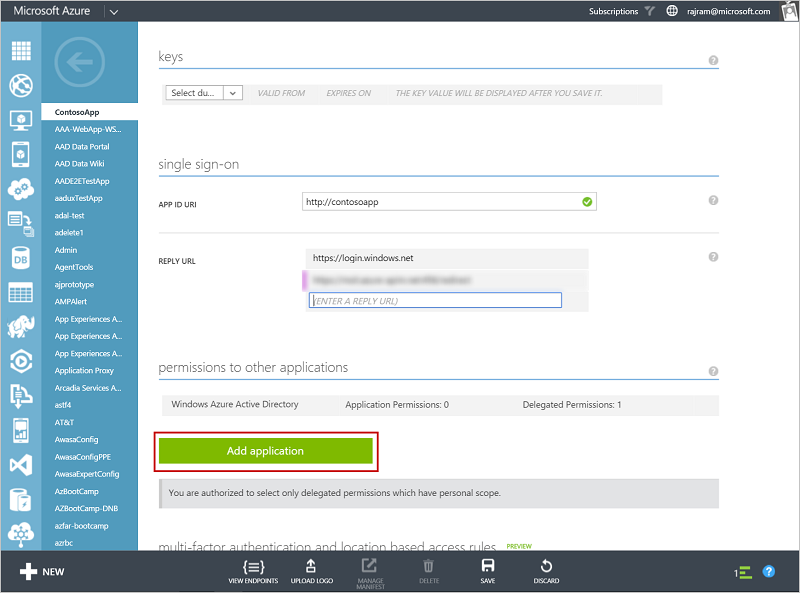 Microsoft Azure
Subscriptions
rajram@microsoft.com
ContosoApp
AAA-WebApp-WS...
AAD Data Portal
AAD Data Wiki
AADE2ETestApp
aaduxTestApp
adal-test
adelete1
Admin
AgentTools
ajprototype
AMPAlert
App Experiences A...
App Experiences A...
App Experiences A...
Application Proxy
Arcadia Services A...
astf4
AT&T
AwasaConfig
AwasaConfigPPE
AwasaExpertConfig
AzBootCamp
AZBootCamp-DNB
azfar-bootcamp
azrbc
DB
keys
?
Select du...
VALID FROM
EXPIRES ON
THE KEY VALUE WILL BE DISPLAYED AFTER YOU SAVE IT.
single sign-on
APP ID URI
http://contosoapp
?
REPLY URL
https://login.windows.net
?
(ENTER A REPLY URL)
permissions to other applications
?
Windows Azure Active Directory
Application Permissions: 0
Delegated Permissions: 1
Add application
You are authorized to select only delegated permissions which have personal scope.
multi-factor authentication and location based access rules
PREVIEW
NEW
VIEW ENDPOINTS
UPLOAD LOGO
MANAGE
MANIFEST
DELETE
SAVE
DISCARD
1
?